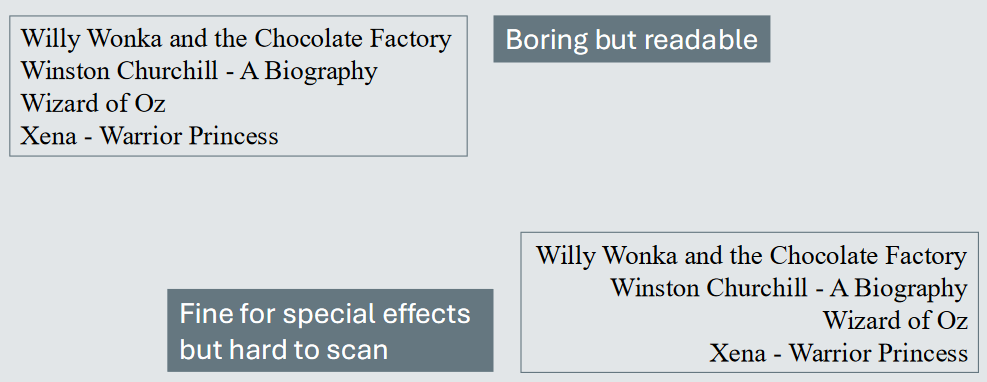 Willy Wonka and the Chocolate Factory
Winston Churchill - A Biography
Wizard of Oz
Xena - Warrior Princess
Boring but readable
Fine for special effects
but hard to scan
Willy Wonka and the Chocolate Factory
Winston Churchill - A Biography
Wizard of Oz
Xena - Warrior Princess